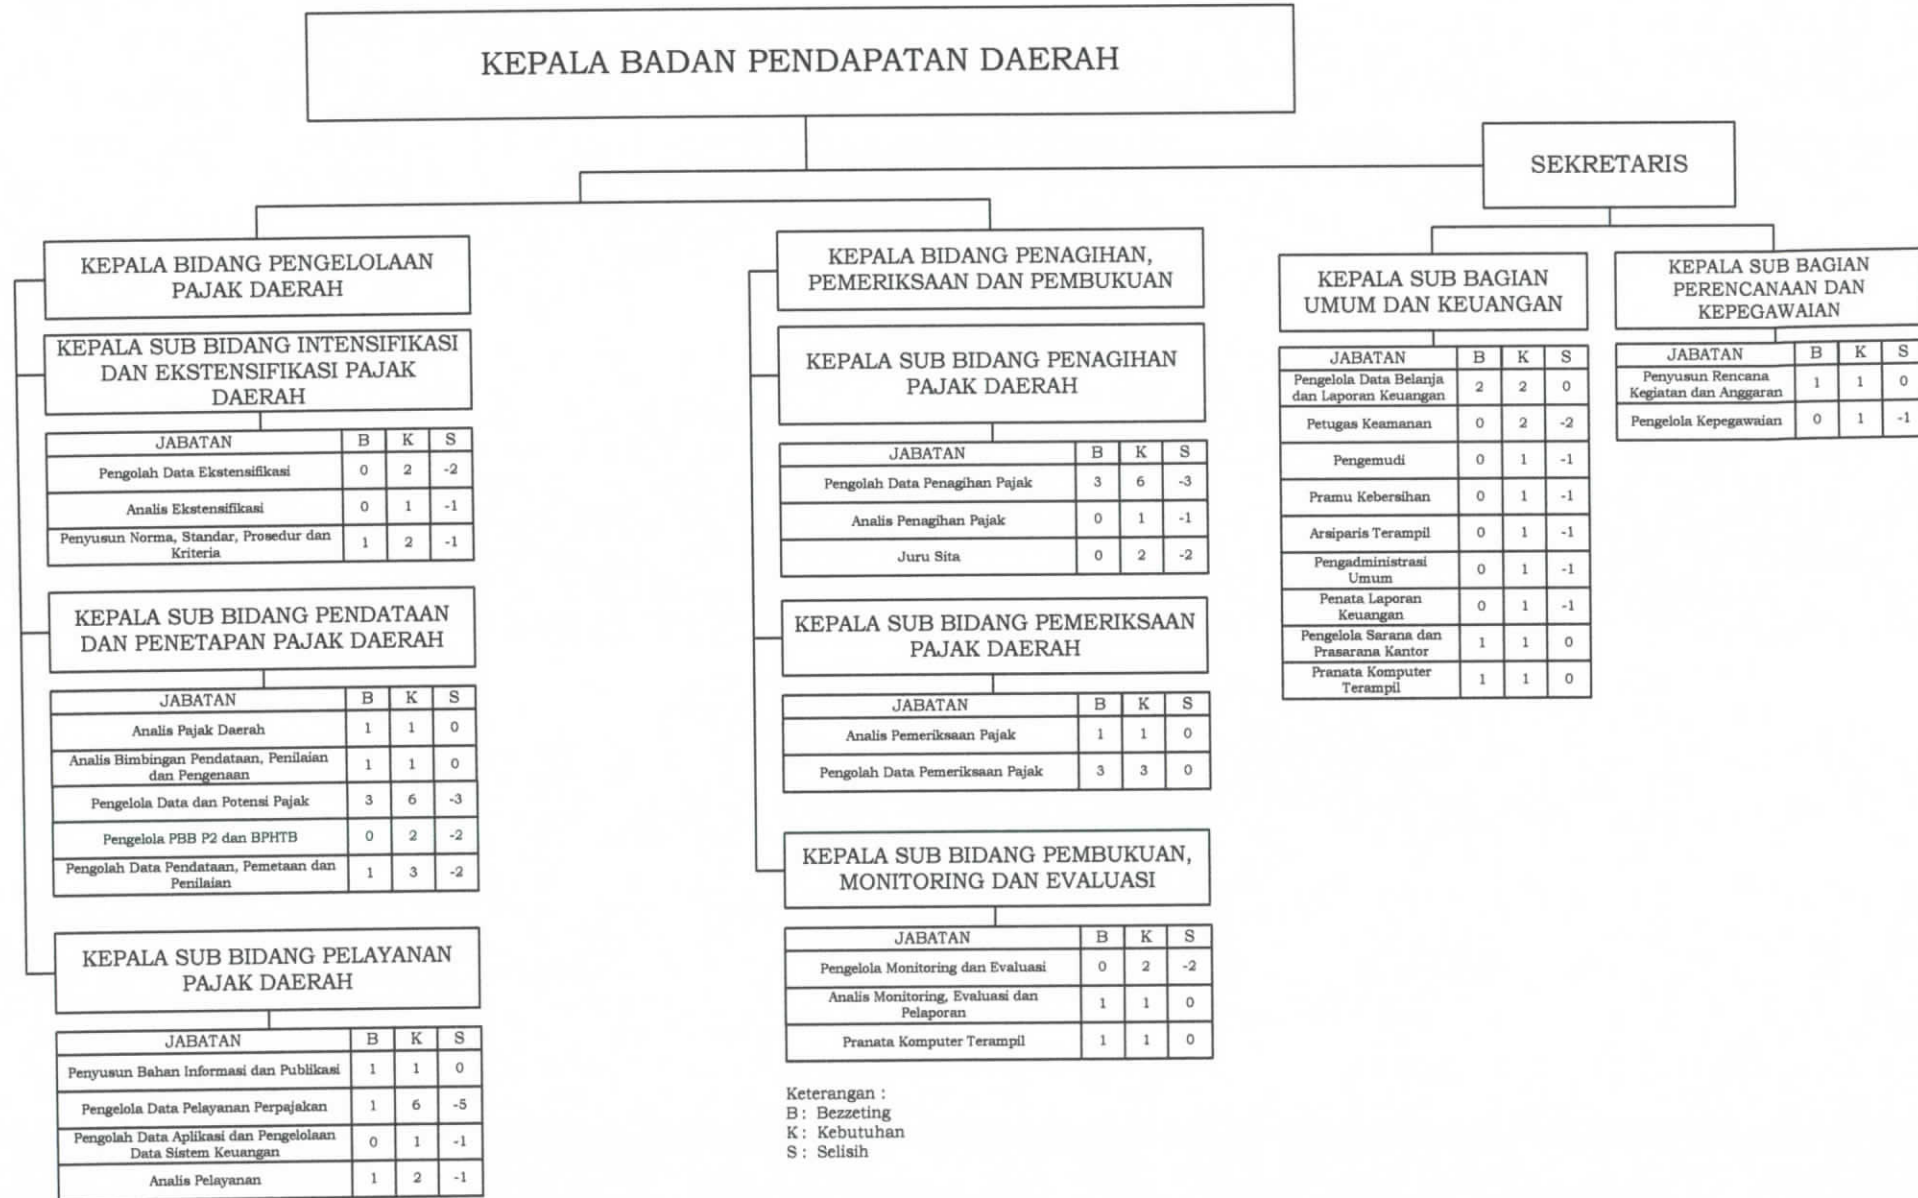 KEPALA BADAN PENDAPATAN DAERAH
SEKRETARIS
KEPALA BIDANG PENGELOLAAN
PAJAK DAERAH
KEPALA SUB BIDANG INTENSIFIKASI
DAN EKSTENSIFIKASI PAJAK
DAERAH
JABATAN B K S
Pengolah Data Ekstensifikasi 0 2 -2
Analis Ekstensifikasi 0 1 -1
Penyusun Norma, Standar, Prosedur dan
Kriteria 1 2 -1
KEPALA SUB BIDANG PENDATAAN
DAN PENETAPAN PAJAK DAERAH
JABATAN B K S
Analis Pajak Daerah 1 1 0
Analis Bimbingan Pendataan, Penilaian
dan Pengenaan 1 1 0
Pengelola Data dan Potensi Pajak 3 6 -3
Pengelola PBB P2 dan BPHTB 0 2 -2
Pengolah Data Pendataan, Pemetaan dan
Penilaian 1 3 -2
KEPALA SUB BIDANG PELAYANAN
PAJAK DAERAH
JABATAN B K S
Penyusun Bahan Informasi dan Publikasi 1 1 0
Pengelola Data Pelayanan Perpajakan 1 6 -5
Pengolah Data Aplikasi dan Pengelolaan
Data Sistem Keuangan 0 1 -1
Analis Pelayanan 1 2 -1
KEPALA BIDANG PENAGIHAN,
PEMERIKSAAN DAN PEMBUKUAN
KEPALA SUB BIDANG PENAGIHAN
PAJAK DAERAH
JABATAN B K S
Pengolah Data Penagihan Pajak 3 6 -3
Analis Penagihan Pajak 0 1 -1
Juru Sita 0 2 -2
KEPALA SUB BIDANG PEMERIKSAAN
PAJAK DAERAH
JABATAN B K S
Analis Pemeriksaan Pajak 1 1 0
Pengolah Data Pemeriksaan Pajak 3 3 0
KEPALA SUB BIDANG PEMBUKUAN,
MONITORING DAN EVALUASI
JABATAN B K S
Pengelola Monitoring dan Evaluasi 0 2 -2
Analis Monitoring, Evaluasi dan
Pelaporan 1 1 0
Pranata Komputer Terampil 1 1 0
Keterangan :
B : Bezzeting
K : Kebutuhan
S : Selisih
KEPALA SUB BAGIAN
UMUM DAN KEUANGAN
JABATAN B K S
Pengelola Data Belanja
dan Laporan Keuangan 2 2 0
Petugas Keamanan 0 2 -2
Pengemudi 0 1 -1
Pramu Kebersihan 0 1 -1
Arsiparis Terampil 0 1 -1
Pengadministrasi
Umum 0 1 -1
Penata Laporan
Keuangan 0 1 -1
Pengelola Sarana dan
Prasarana Kantor 1 1 0
Pranata Komputer
Terampil 1 1 0
KEPALA SUB BAGIAN
PERENCANAAN DAN
KEPEGAWAIAN
JABATAN B K S
Penyusun Rencana
Kegiatan dan Anggaran 1 1 0
Pengelola Kepegawaian 0 1 -1